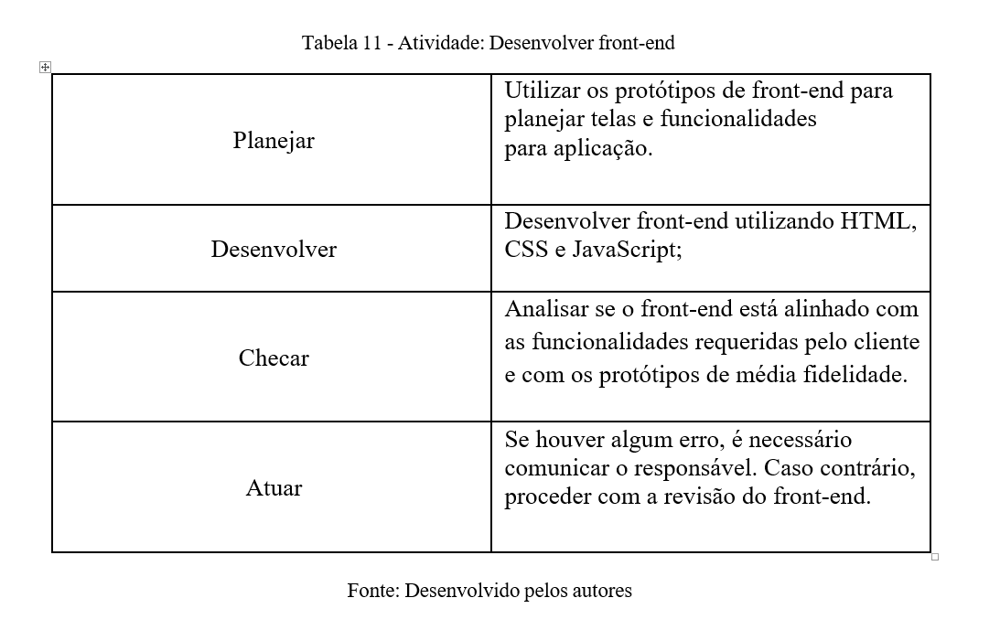 Tabela 11 - Atividade: Desenvolver front-end
Planejar
Utilizar os protótipos de front-end para
planejar telas e funcionalidades
para aplicação.
Desenvolver
Desenvolver front-end utilizando HTML,
CSS e JavaScript;
Checar
Analisar se o front-end está alinhado com
as funcionalidades requeridas pelo cliente
e com os protótipos de média fidelidade.
Atuar
Se houver algum erro, é necessário
comunicar o responsável. Caso contrário,
proceder com a revisão do front-end.
Fonte: Desenvolvido pelos autores